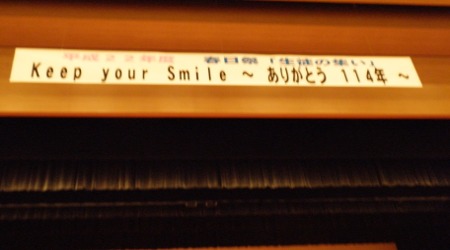 平成22年度 春日祭「生徒の集い」
Keep your Smile ～ ありがとう 114年 ～